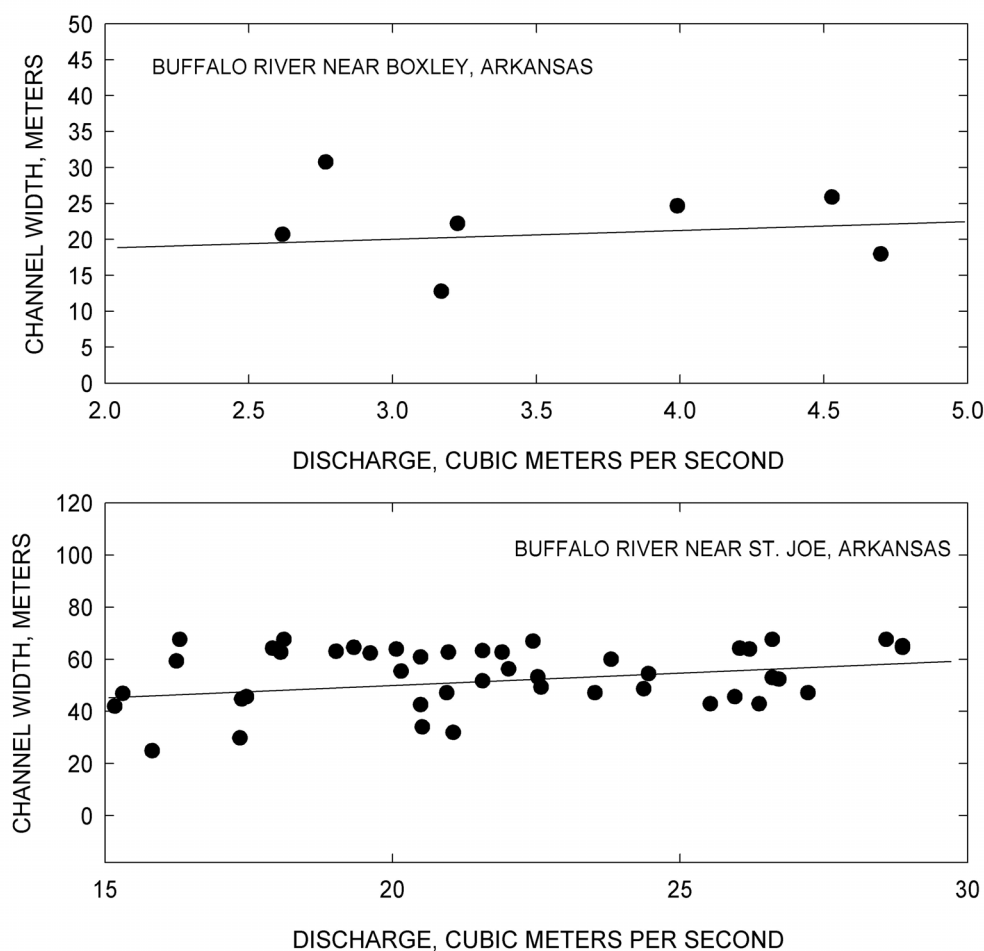 50
45
40
35
30
25
20
15
10
5
0
CHANNEL WIDTH, METERS
BUFFALO RIVER NEAR BOXLEY, ARKANSAS
2.0 2.5 3.0 3.5 4.0 4.5 5.0
DISCHARGE, CUBIC METERS PER SECOND
120
100
80
60
40
20
0
CHANNEL WIDTH, METERS
BUFFALO RIVER NEAR ST. JOE, ARKANSAS
15 20 25 30
DISCHARGE, CUBIC METERS PER SECOND